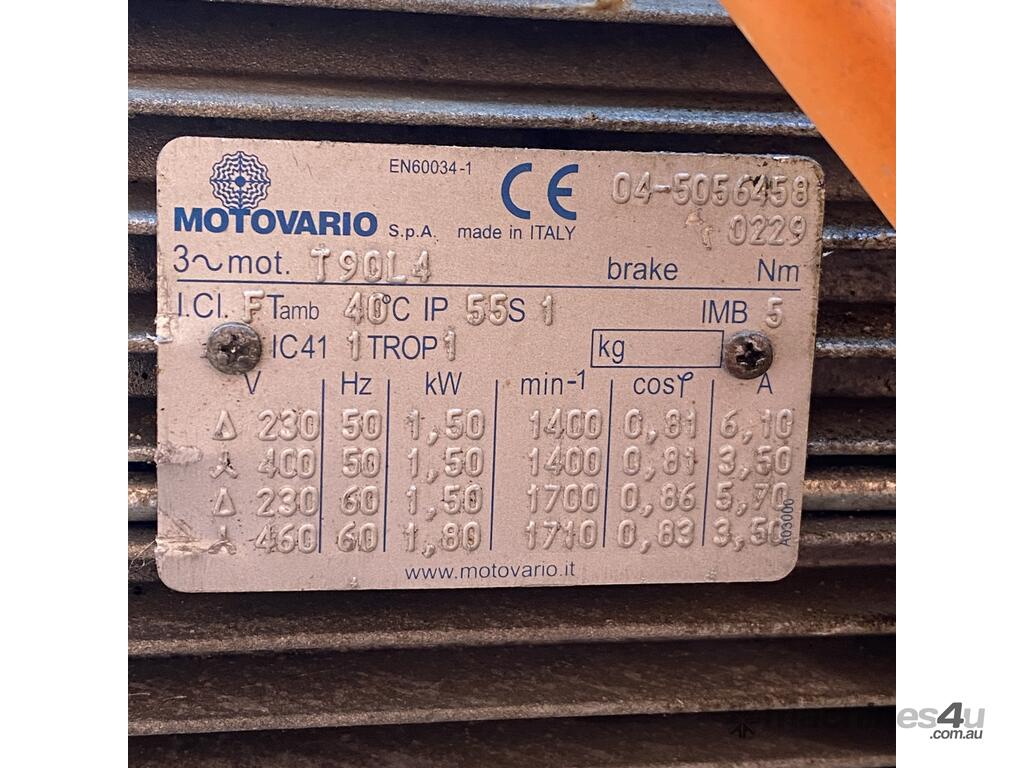 EN60034-1
CE
04-5056458
0229
MOTOVARIO S.p.A. made in ITALY
3~mot. T90L4 brake Nm
I.Cl. F Tamb 40°C IP 55 S 1 IMB 5
IC41 1 TROP 1 kg
V Hz kW min-1 cosφ A
Δ 230 50 1,50 1400 0,81 6,10
⅄ 400 50 1,50 1400 0,81 3,50
Δ 230 60 1,50 1700 0,86 5,70
⅄ 460 60 1,80 1710 0,83 3,50
A03000
www.motovario.it
machines4u
.com.au